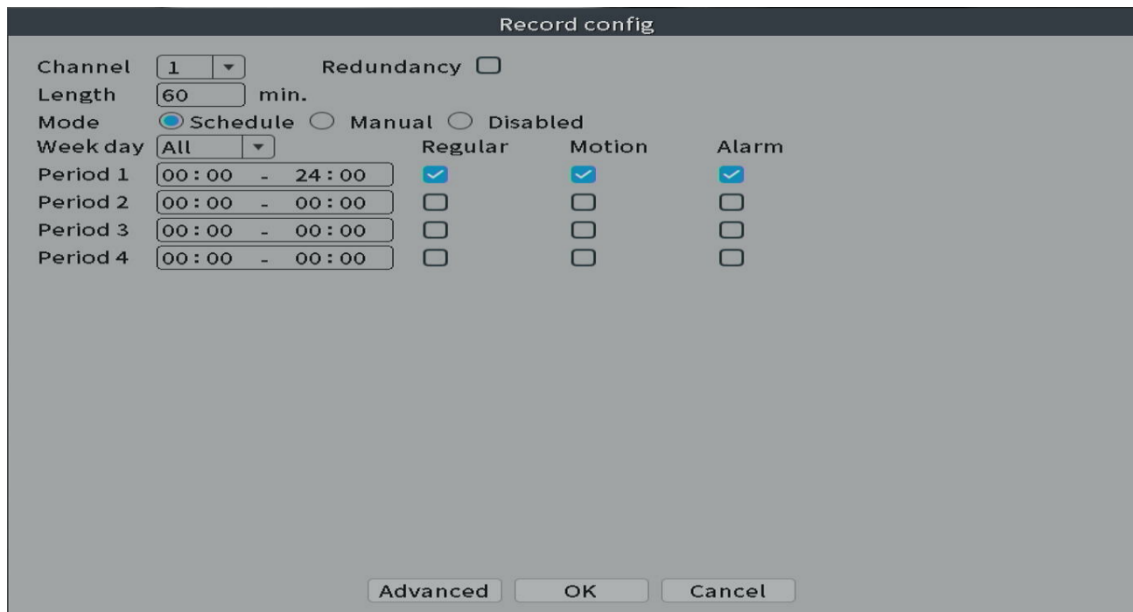 Record config
Channel 1 Redundancy
Length 60 min.
Mode Schedule Manual Disabled
Week day All Regular Motion Alarm
Period 1 00:00 - 24:00
Period 2 00:00 - 00:00
Period 3 00:00 - 00:00
Period 4 00:00 - 00:00
Advanced OK Cancel